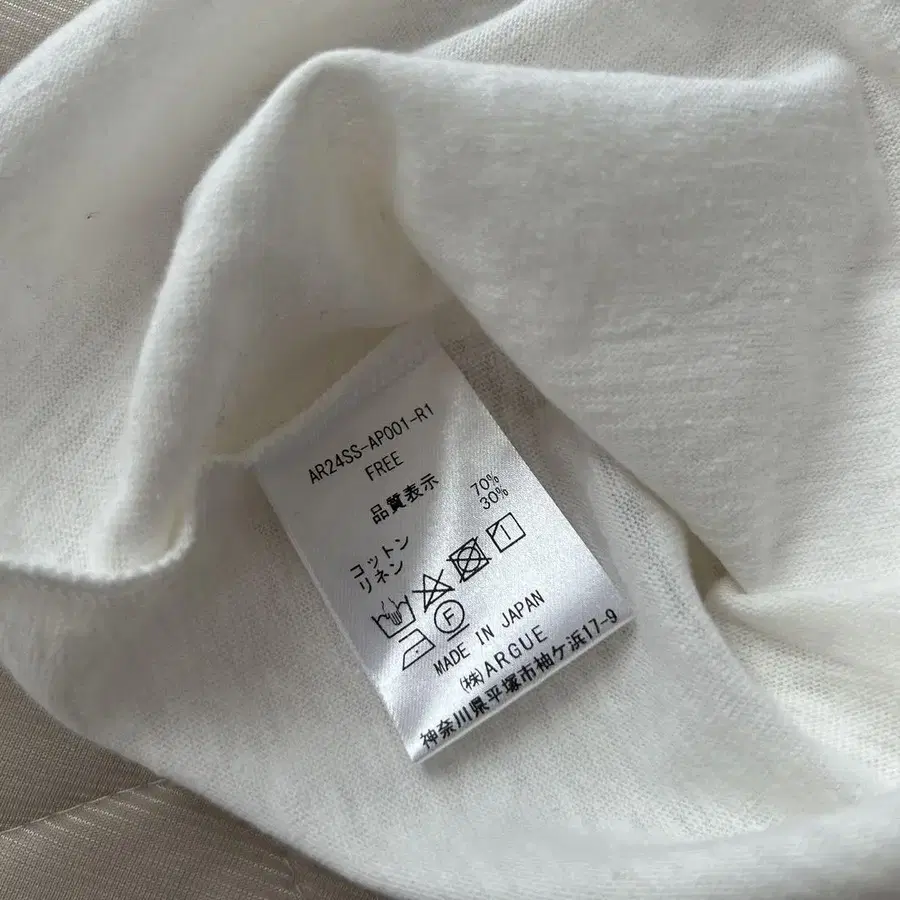 AR24SS-AP001-R1
FREE
品質表示
コットン 70%
リネン 30%
F
MADE IN JAPAN
㈱ARGUE
神奈川県平塚市袖ケ浜17-9